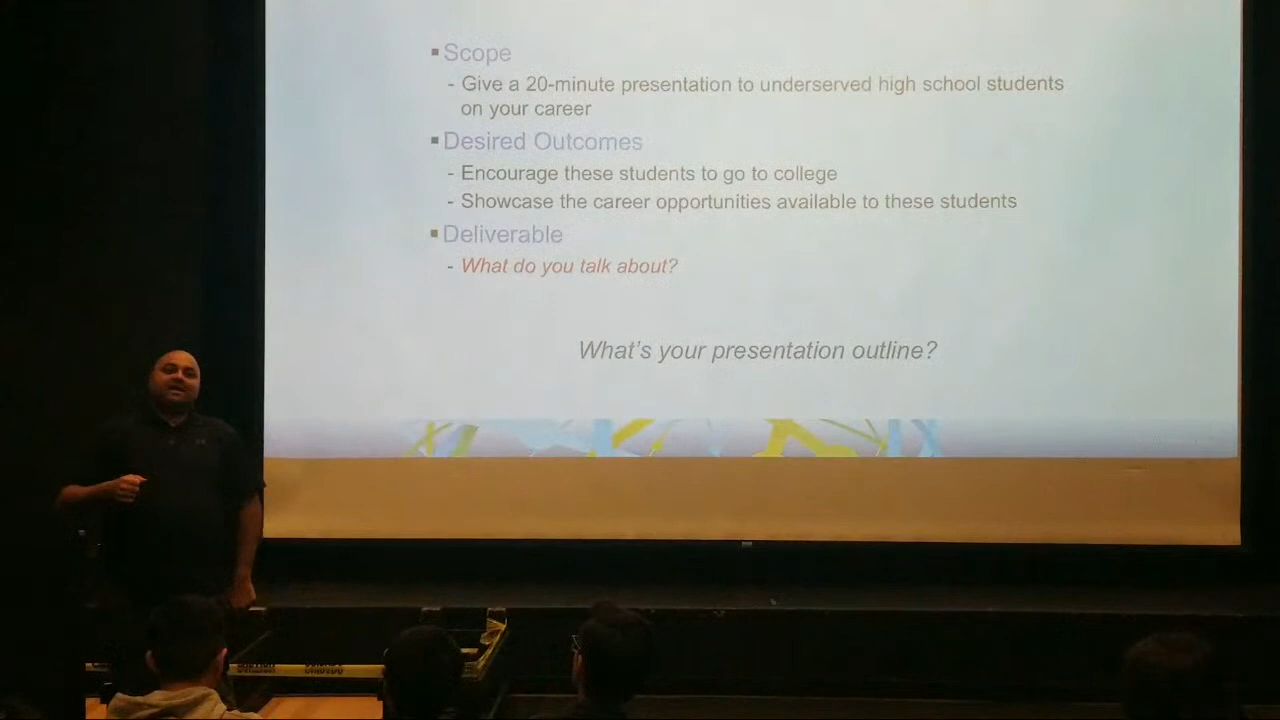 ▪ Scope
- Give a 20-minute presentation to underserved high school students
on your career
▪ Desired Outcomes
- Encourage these students to go to college
- Showcase the career opportunities available to these students
▪ Deliverable
- What do you talk about?
What's your presentation outline?